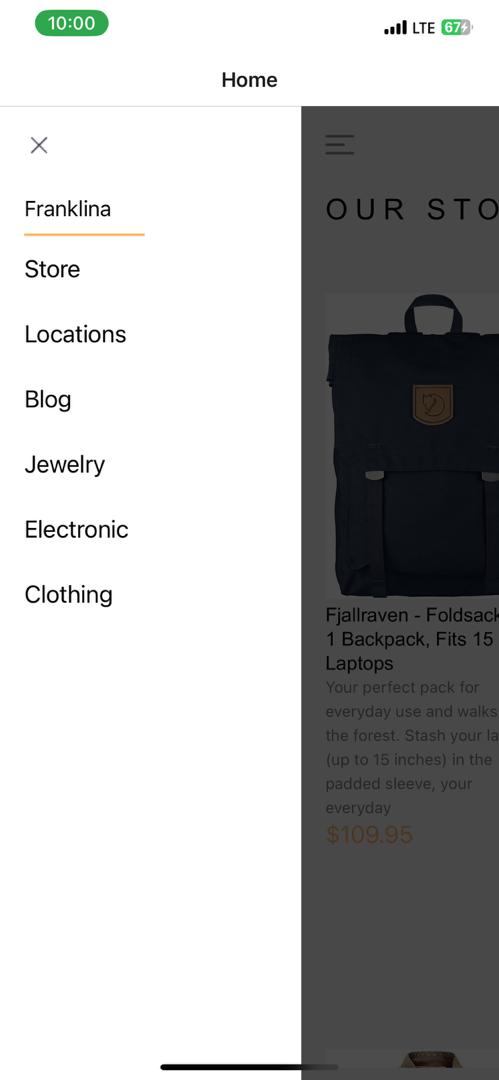 10:00
LTE 67
Home
Franklina
Store
Locations
Blog
Jewelry
Electronic
Clothing
OUR STO
Fjallraven - Foldsack
1 Backpack, Fits 15
Laptops
Your perfect pack for
everyday use and walks
the forest. Stash your la
(up to 15 inches) in the
padded sleeve, your
everyday
$109.95